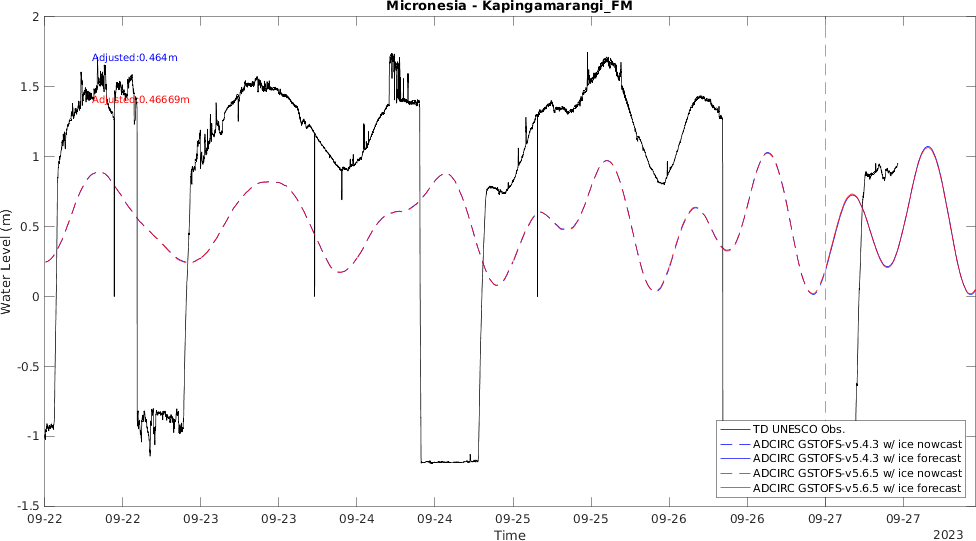 Micronesia - Kapingamarangi_FM
2
1.5
1
0.5
0
-0.5
-1
-1.5
Water Level (m)
Adjusted:0.464m
Adjusted:0.46669m
TD UNESCO Obs.
ADCIRC GSTOFS-v5.4.3 w/ ice nowcast
ADCIRC GSTOFS-v5.4.3 w/ ice forecast
ADCIRC GSTOFS-v5.6.5 w/ ice nowcast
ADCIRC GSTOFS-v5.6.5 w/ ice forecast
09-22 09-22 09-23 09-23 09-24 09-24 09-25 09-25 09-26 09-26 09-27 09-27
Time
2023